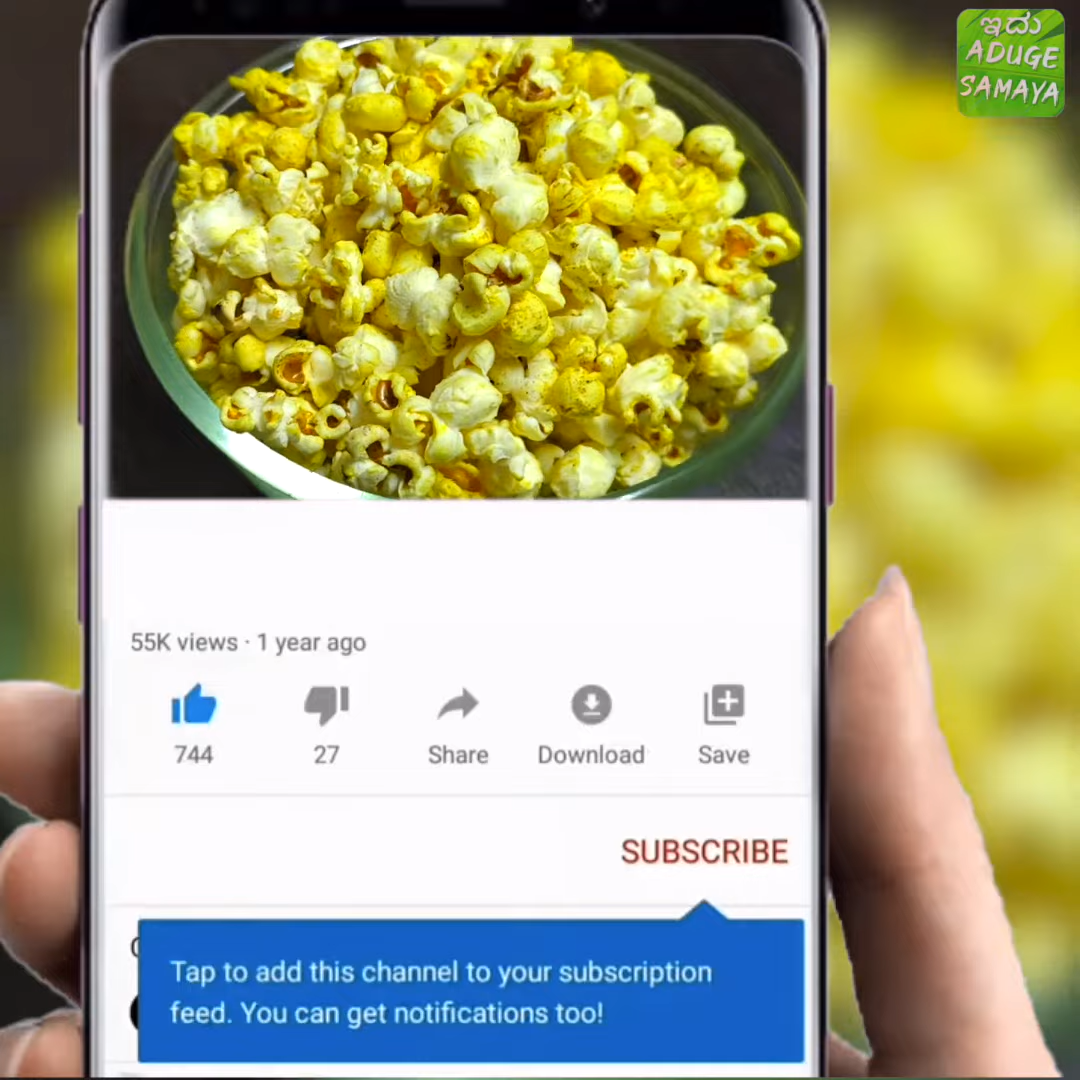 ಇದು
ADUGE
SAMAYA
55K views · 1 year ago
744
27
Share
Download
Save
SUBSCRIBE
Tap to add this channel to your subscription
feed. You can get notifications too!